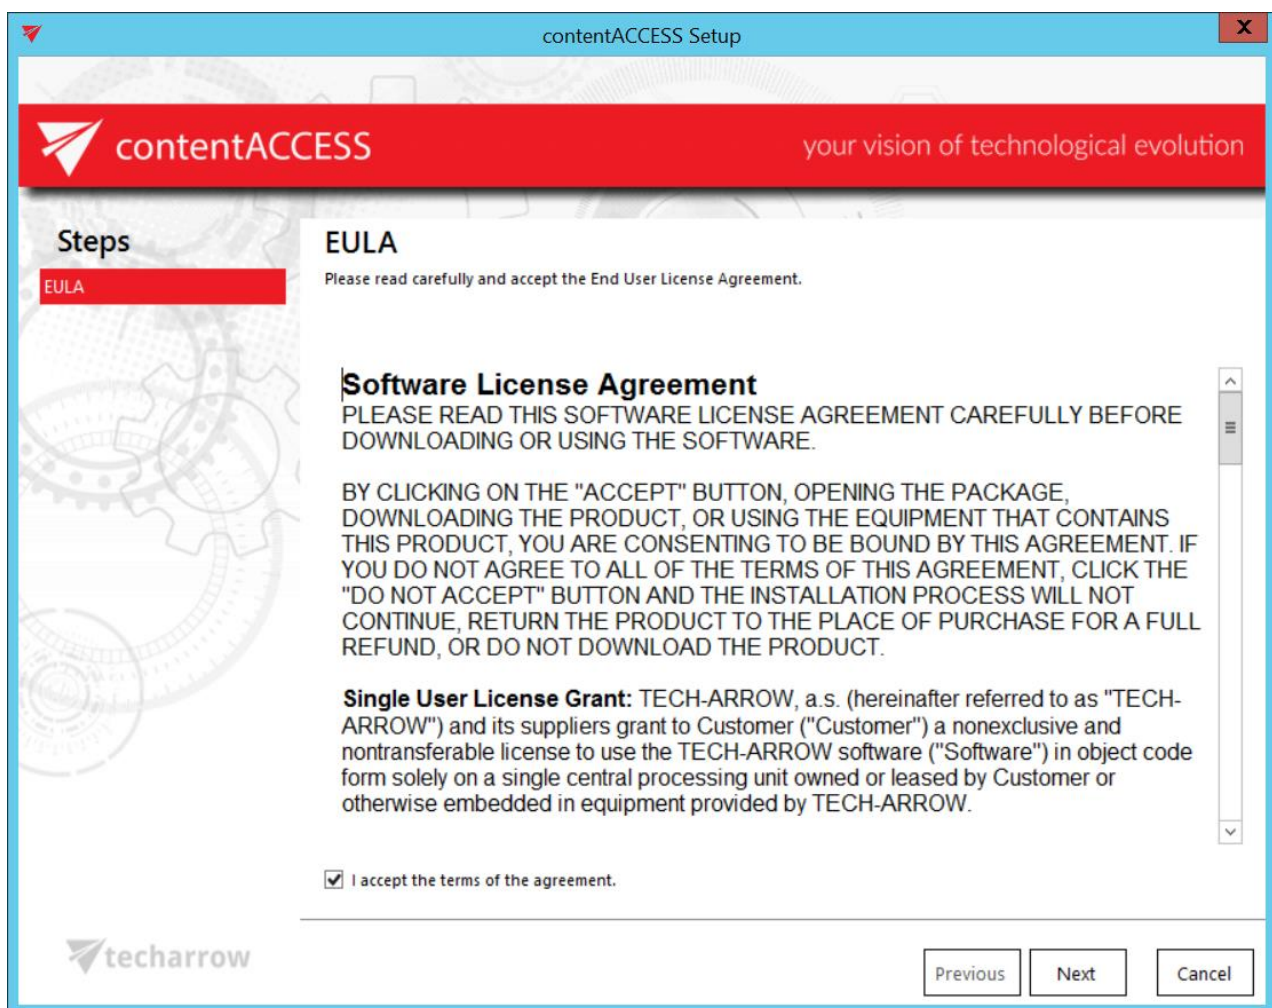 contentACCESS Setup
X
contentACCESS
your vision of technological evolution
Steps
EULA
EULA
Please read carefully and accept the End User License Agreement.
Software License Agreement
PLEASE READ THIS SOFTWARE LICENSE AGREEMENT CAREFULLY BEFORE
DOWNLOADING OR USING THE SOFTWARE.
BY CLICKING ON THE "ACCEPT" BUTTON, OPENING THE PACKAGE,
DOWNLOADING THE PRODUCT, OR USING THE EQUIPMENT THAT CONTAINS
THIS PRODUCT, YOU ARE CONSENTING TO BE BOUND BY THIS AGREEMENT. IF
YOU DO NOT AGREE TO ALL OF THE TERMS OF THIS AGREEMENT, CLICK THE
"DO NOT ACCEPT" BUTTON AND THE INSTALLATION PROCESS WILL NOT
CONTINUE, RETURN THE PRODUCT TO THE PLACE OF PURCHASE FOR A FULL
REFUND, OR DO NOT DOWNLOAD THE PRODUCT.
Single User License Grant: TECH-ARROW, a.s. (hereinafter referred to as "TECH-
ARROW") and its suppliers grant to Customer ("Customer") a nonexclusive and
nontransferable license to use the TECH-ARROW software ("Software") in object code
form solely on a single central processing unit owned or leased by Customer or
otherwise embedded in equipment provided by TECH-ARROW.
I accept the terms of the agreement.
techarrow
Previous
Next
Cancel